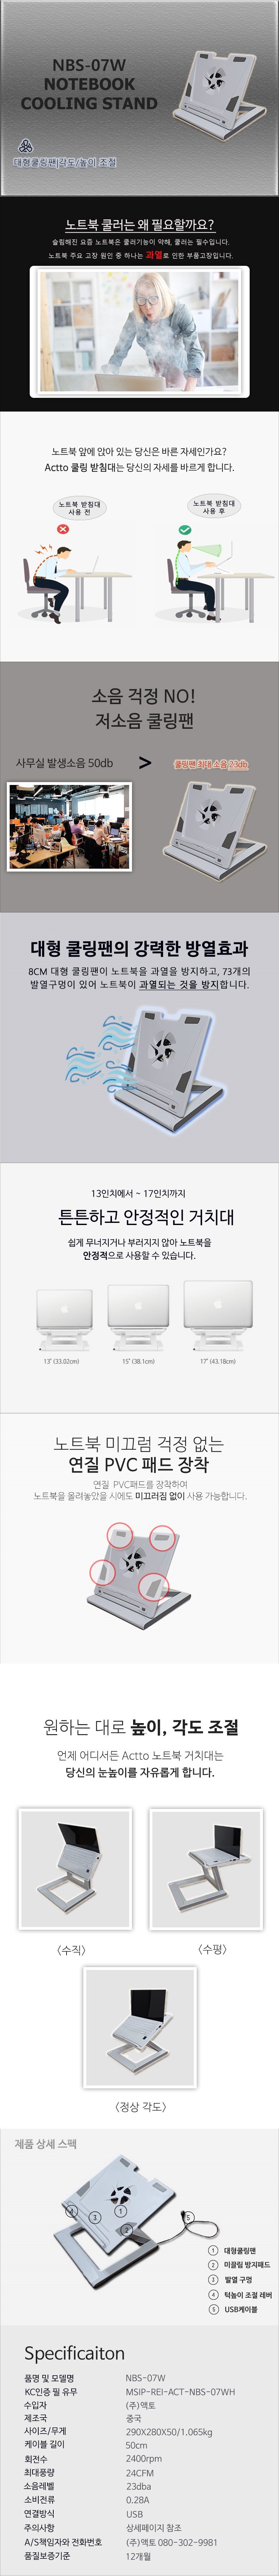 NBS-07W
NOTEBOOK
COOLING STAND
대형쿨링팬|각도/높이 조절
노트북 쿨러는 왜 필요할까요?
슬림해진 요즘 노트북은 쿨러기능이 약해, 쿨러는 필수입니다.
노트북 주요 고장 원인 중 하나는 과열로 인한 부품고장입니다.
노트북 앞에 앉아 있는 당신은 바른 자세인가요?
Actto 쿨링 받침대는 당신의 자세를 바르게 합니다.
노트북 받침대
사용 전
노트북 받침대
사용 후
소음 걱정 NO!
저소음 쿨링팬
사무실 발생소음 50db
>
쿨링팬 최대 소음 23db
대형 쿨링팬의 강력한 방열효과
8CM 대형 쿨링팬이 노트북을 과열을 방지하고, 73개의
발열구멍이 있어 노트북이 과열되는 것을 방지합니다.
13인치에서 ~ 17인치까지
튼튼하고 안정적인 거치대
쉽게 무너지거나 부러지지 않아 노트북을
안정적으로 사용할 수 있습니다.
13" (33.02cm)
15" (38.1cm)
17" (43.18cm)
노트북 미끄럼 걱정 없는
연질 PVC 패드 장착
연질 PVC패드를 장착하여
노트북을 올려놓았을 시에도 미끄러짐 없이 사용 가능합니다.
원하는 대로 높이, 각도 조절
언제 어디서든 Actto 노트북 거치대는
당신의 눈높이를 자유롭게 합니다.
<수직>
<수평>
<정상 각도>
제품 상세 스펙
4
3
1
2
5
1 대형쿨링팬
2 미끌림 방지패드
3 발열 구멍
4 턱높이 조절 레버
5 USB케이블
Specificaiton
품명 및 모델명 NBS-07W
KC인증 필 유무 MSIP-REI-ACT-NBS-07WH
수입자 (주)액토
제조국 중국
사이즈/무게 290X280X50/1.065kg
케이블 길이 50cm
회전수 2400rpm
최대풍량 24CFM
소음레벨 23dba
소비전류 0.28A
연결방식 USB
주의사항 상세페이지 참조
A/S책임자와 전화번호 (주)액토 080-302-9981
품질보증기준 12개월